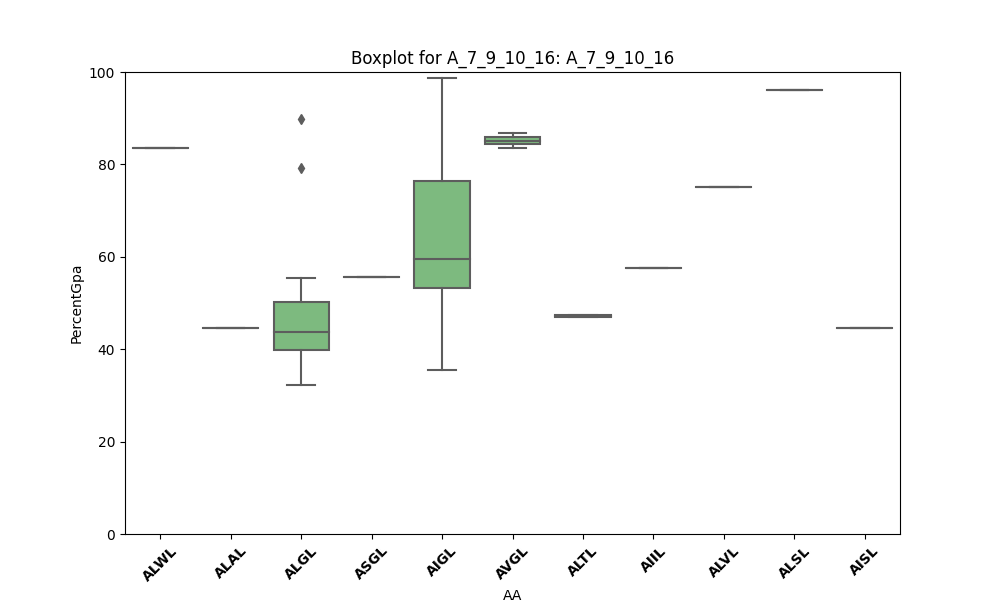 Boxplot for A_7_9_10_16: A_7_9_10_16
100
80
60
40
20
0
PercentGpa
ALWL ALAL ALGL ASGL AIGL AVGL ALTL AIIL ALVL ALSL AISL
AA